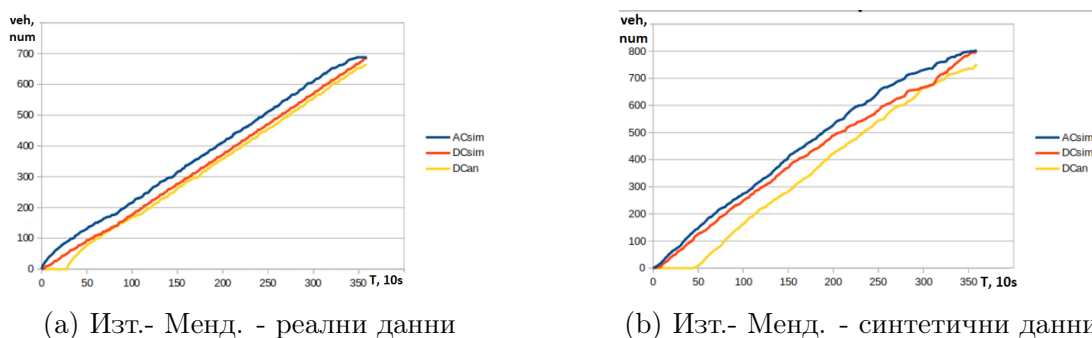 veh,
num
700
600
500
400
300
200
100
0
0 50 100 150 200 250 300 350 T, 10s
ACsim
DCsim
DCan
(a) Изт.- Менд. - реални данни
veh,
num
800
700
600
500
400
300
200
100
0
0 50 100 150 200 250 300 350 T, 10s
ACsim
DCsim
DCan
(b) Изт.- Менд. - синтетични данни